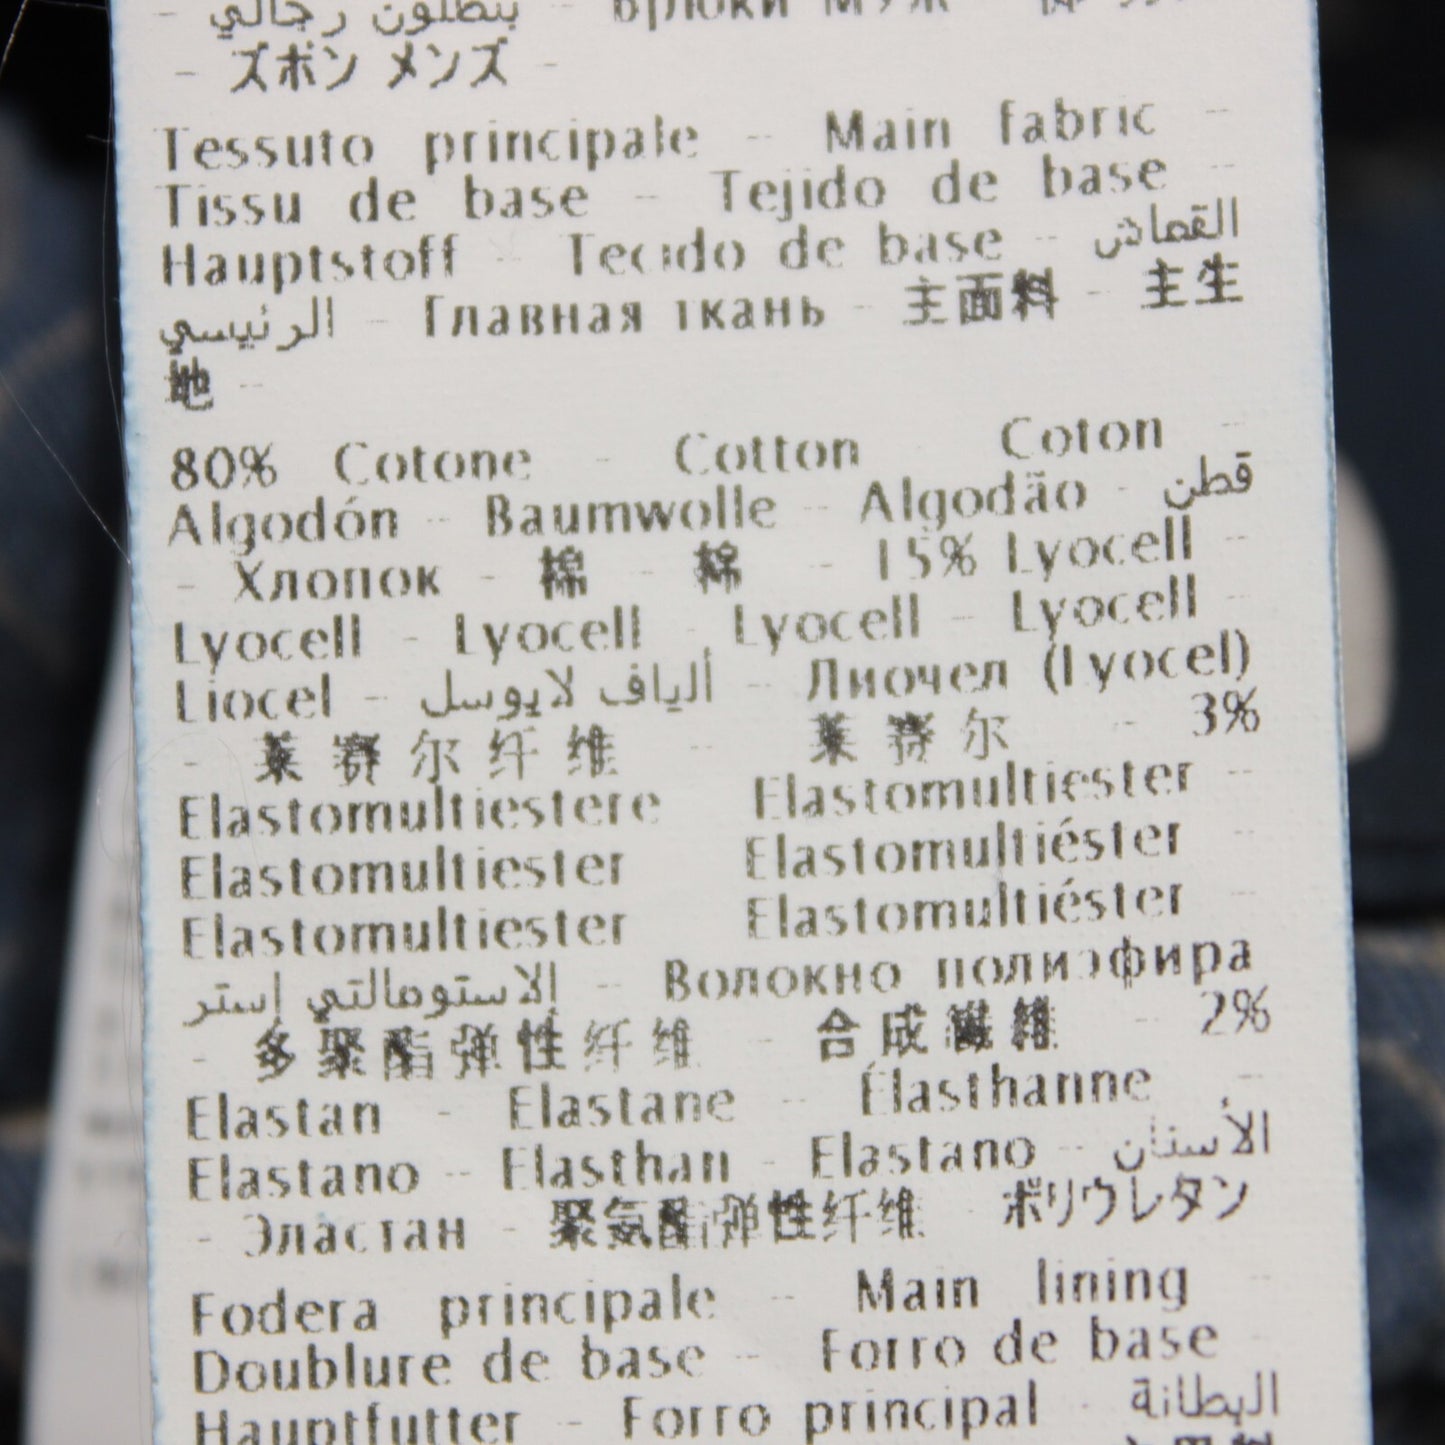 - بنطلون رجالي - Брюки муж -
- ズボン メンズ -
Tessuto principale - Main fabric -
Tissu de base - Tejido de base -
Hauptstoff - Tecido de base - القماش
الرئيسي - Главная ткань - 主面料 - 主生
地 -
80% Cotone - Cotton - Coton -
Algodón - Baumwolle - Algodão - قطن
- Хлопок - 棉 - 棉 - 15% Lyocell -
Lyocell - Lyocell - Lyocell - Lyocell -
Liocel - ألياف لايوسل - Лиочел (Lyocel)
- 莱赛尔纤维 - 莱赛尔 - 3%
Elastomultiestere - Elastomultiester -
Elastomultiester - Elastomultiéster -
Elastomultiester - Elastomultiéster -
الاستومالتي إستر - Волокно полиэфира
- 多聚酯弹性纤维 - 合成繊維 - 2%
Elastan - Elastane - Élasthanne -
Elastano - Elasthan - Elastano - الأستان
- Эластан - 聚氨酯弹性纤维 - ポリウレタン
Fodera principale - Main lining -
Doublure de base - Forro de base -
Hauptfutter - Forro principal - البطانة